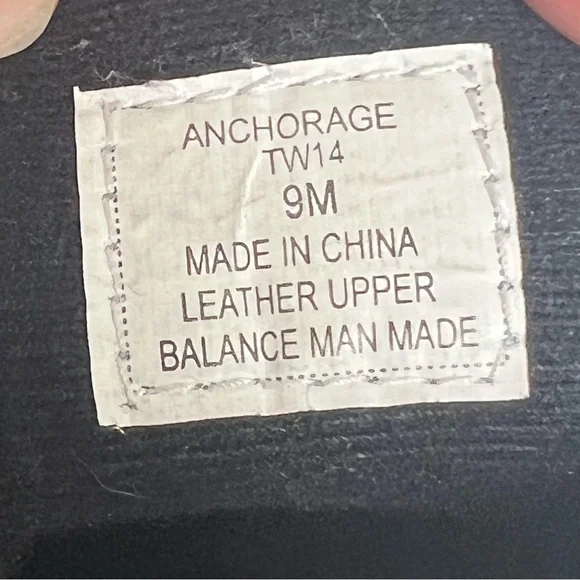 ANCHORAGE
TW14
9M
MADE IN CHINA
LEATHER UPPER
BALANCE MAN MADE